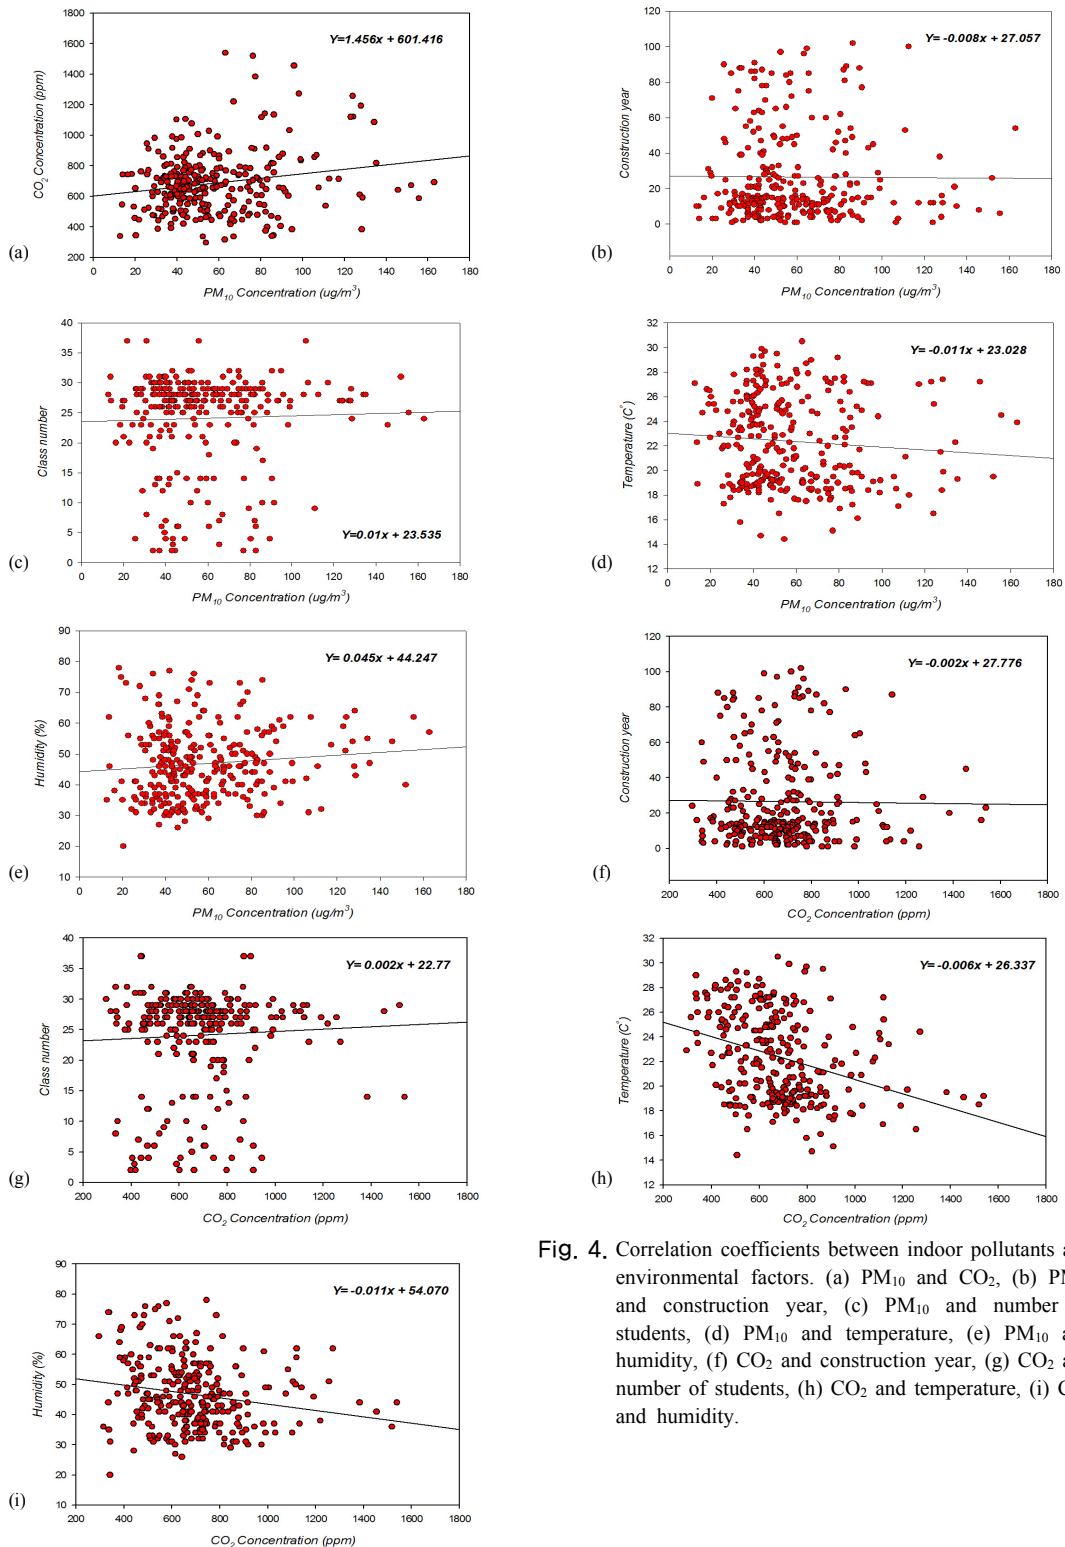 1800
1600
1400
1200
1000
800
600
400
200
0 20 40 60 80 100 120 140 160 180
CO2 Concentration (ppm)
PM10 Concentration (ug/m3)
Y=1.456x + 601.416
(a)
120
100
80
60
40
20
0
0 20 40 60 80 100 120 140 160 180
Construction year
PM10 Concentration (ug/m3)
Y= -0.008x + 27.057
(b)
40
35
30
25
20
15
10
5
0
0 20 40 60 80 100 120 140 160 180
Class number
PM10 Concentration (ug/m3)
Y=0.01x + 23.535
(c)
32
30
28
26
24
22
20
18
16
14
12
0 20 40 60 80 100 120 140 160 180
Temperature (C°)
PM10 Concentration (ug/m3)
Y= -0.011x + 23.028
(d)
90
80
70
60
50
40
30
20
10
0 20 40 60 80 100 120 140 160 180
Humidity (%)
PM10 Concentration (ug/m3)
Y= 0.045x + 44.247
(e)
120
100
80
60
40
20
0
200 400 600 800 1000 1200 1400 1600 1800
Construction year
CO2 Concentration (ppm)
Y= -0.002x + 27.776
(f)
40
35
30
25
20
15
10
5
0
200 400 600 800 1000 1200 1400 1600 1800
Class number
CO2 Concentration (ppm)
Y= 0.002x + 22.77
(g)
32
30
28
26
24
22
20
18
16
14
12
200 400 600 800 1000 1200 1400 1600 1800
Temperature (C°)
CO2 Concentration (ppm)
Y= -0.006x + 26.337
(h)
90
80
70
60
50
40
30
20
10
200 400 600 800 1000 1200 1400 1600 1800
Humidity (%)
CO2 Concentration (ppm)
Y= -0.011x + 54.070
(i)
Fig. 4. Correlation coefficients between indoor pollutants a
environmental factors. (a) PM10 and CO2, (b) PM
and construction year, (c) PM10 and number
students, (d) PM10 and temperature, (e) PM10 a
humidity, (f) CO2 and construction year, (g) CO2 a
number of students, (h) CO2 and temperature, (i) C
and humidity.